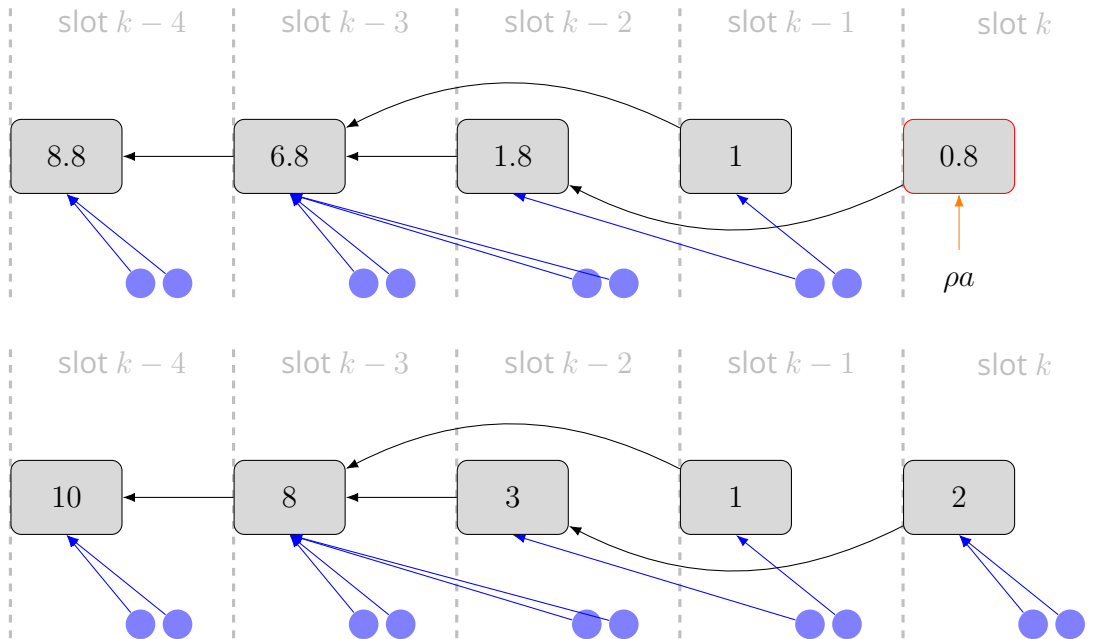 slot k − 4 slot k − 3 slot k − 2 slot k − 1 slot k
8.8 6.8 1.8 1 0.8
ρa
slot k − 4 slot k − 3 slot k − 2 slot k − 1 slot k
10 8 3 1 2